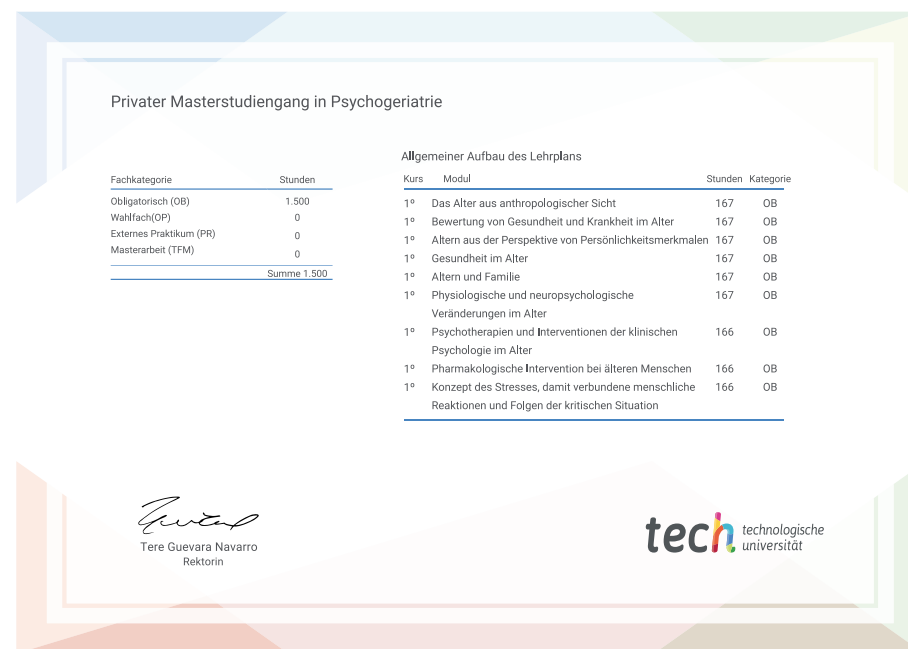 Privater Masterstudiengang in Psychogeriatrie
Fachkategorie Stunden
Obligatorisch (OB) 1.500
Wahlfach(OP) 0
Externes Praktikum (PR) 0
Masterarbeit (TFM) 0
Summe 1.500
Allgemeiner Aufbau des Lehrplans
Kurs Modul Stunden Kategorie
1º Das Alter aus anthropologischer Sicht 167 OB
1º Bewertung von Gesundheit und Krankheit im Alter 167 OB
1º Altern aus der Perspektive von Persönlichkeitsmerkmalen 167 OB
1º Gesundheit im Alter 167 OB
1º Altern und Familie 167 OB
1º Physiologische und neuropsychologische 167 OB
Veränderungen im Alter
1º Psychotherapien und Interventionen der klinischen 166 OB
Psychologie im Alter
1º Pharmakologische Intervention bei älteren Menschen 166 OB
1º Konzept des Stresses, damit verbundene menschliche 166 OB
Reaktionen und Folgen der kritischen Situation
Tere Guevara Navarro
Rektorin
tech technologische
universität